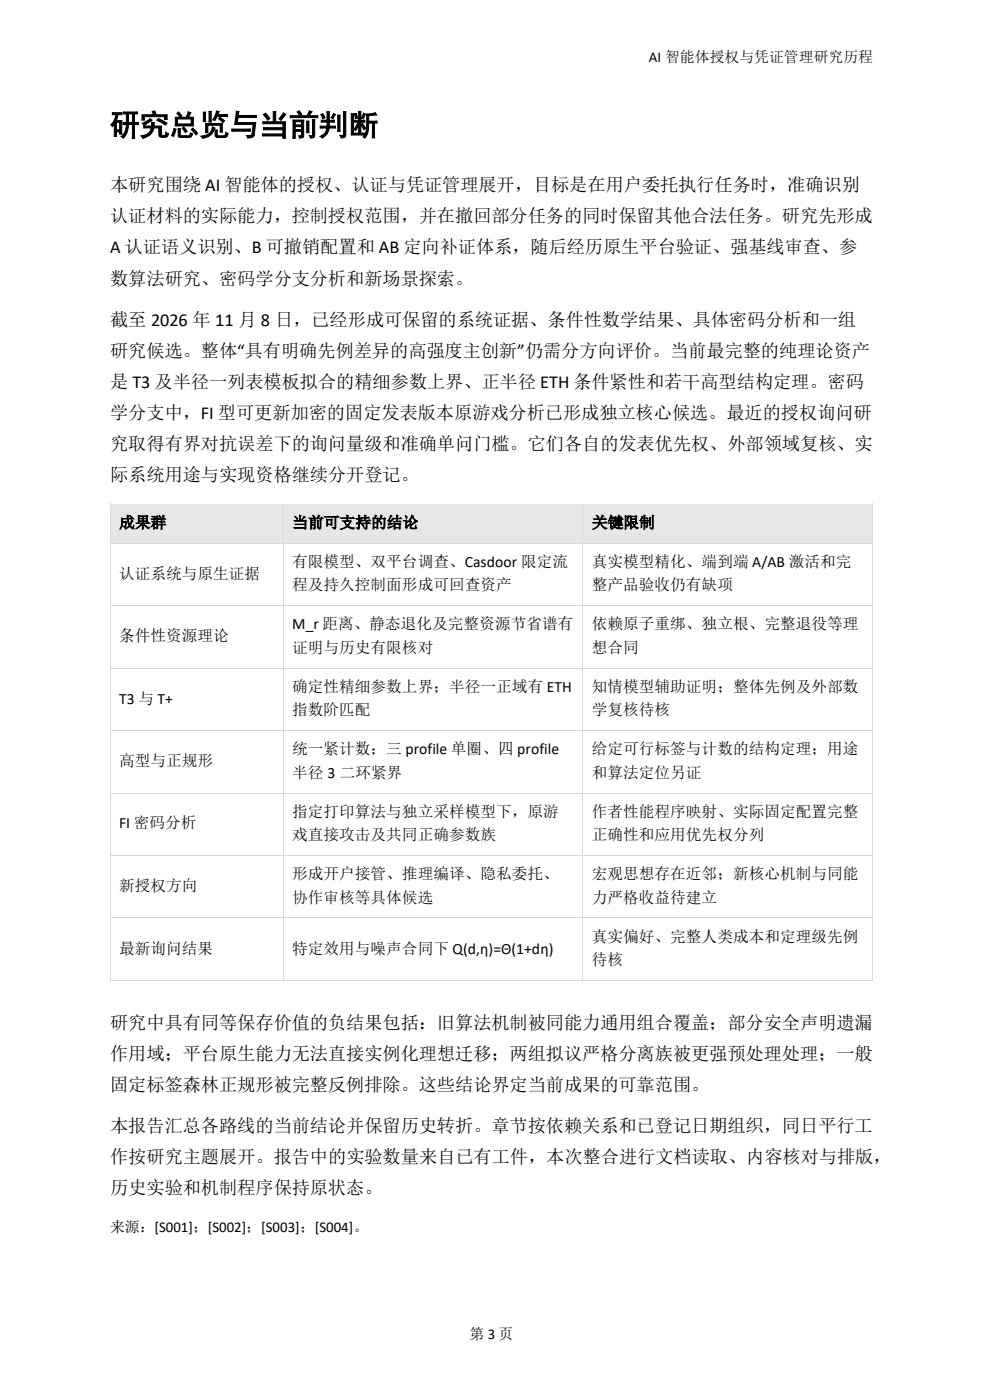 AI 智能体授权与凭证管理研究历程
研究总览与当前判断
本研究围绕 AI 智能体的授权、认证与凭证管理展开，目标是在用户委托执行任务时，准确识别
认证材料的实际能力，控制授权范围，并在撤回部分任务的同时保留其他合法任务。研究先形成
A 认证语义识别、B 可撤销配置和 AB 定向补证体系，随后经历原生平台验证、强基线审查、参
数算法研究、密码学分支分析和新场景探索。
截至 2026 年 11 月 8 日，已经形成可保留的系统证据、条件性数学结果、具体密码分析和一组
研究候选。整体“具有明确先例差异的高强度主创新”仍需分方向评价。当前最完整的纯理论资产
是 T3 及半径一列表模板拟合的精细参数上界、正半径 ETH 条件紧性和若干高型结构定理。密码
学分支中，FI 型可更新加密的固定发表版本原游戏分析已形成独立核心候选。最近的授权询问研
究取得有界对抗误差下的询问量级和准确单问门槛。它们各自的发表优先权、外部领域复核、实
际系统用途与实现资格继续分开登记。
成果群 当前可支持的结论 关键限制
认证系统与原生证据
有限模型、双平台调查、Casdoor 限定流
程及持久控制面形成可回查资产
真实模型精化、端到端 A/AB 激活和完
整产品验收仍有缺项
条件性资源理论
M_r 距离、静态退化及完整资源节省谱有
证明与历史有限核对
依赖原子重绑、独立根、完整退役等理
想合同
T3 与 T+
确定性精细参数上界；半径一正域有 ETH
指数阶匹配
知情模型辅助证明；整体先例及外部数
学复核待核
高型与正规形
统一紧计数；三 profile 单圈、四 profile
半径 3 二环紧界
给定可行标签与计数的结构定理；用途
和算法定位另证
FI 密码分析
指定打印算法与独立采样模型下，原游
戏直接攻击及共同正确参数族
作者性能程序映射、实际固定配置完整
正确性和应用优先权分列
新授权方向
形成开户接管、推理编译、隐私委托、
协作审核等具体候选
宏观思想存在近邻；新核心机制与同能
力严格收益待建立
最新询问结果
特定效用与噪声合同下 Q(d,η)=Θ(1+dη)
真实偏好、完整人类成本和定理级先例
待核
研究中具有同等保存价值的负结果包括：旧算法机制被同能力通用组合覆盖；部分安全声明遗漏
作用域；平台原生能力无法直接实例化理想迁移；两组拟议严格分离族被更强预处理处理；一般
固定标签森林正规形被完整反例排除。这些结论界定当前成果的可靠范围。
本报告汇总各路线的当前结论并保留历史转折。章节按依赖关系和已登记日期组织，同日平行工
作按研究主题展开。报告中的实验数量来自已有工件，本次整合进行文档读取、内容核对与排版，
历史实验和机制程序保持原状态。
来源：[S001]；[S002]；[S003]；[S004]。
第 3 页